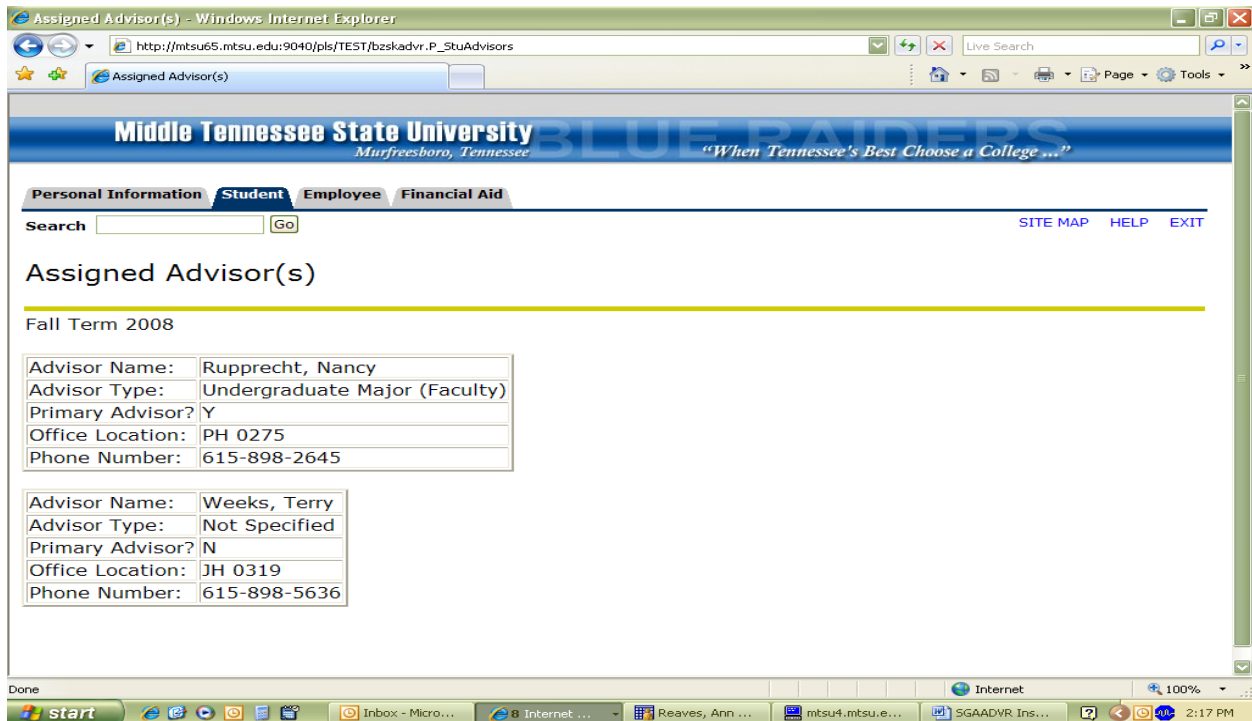 Assigned Advisor(s) - Windows Internet Explorer
http://mtsu65.mtsu.edu:9040/pls/TEST/bzskadvr.P_StuAdvisors
Live Search
Assigned Advisor(s)
Page
Tools
»
Middle Tennessee State University
BLUE RAIDERS
Murfreesboro, Tennessee
"When Tennessee's Best Choose a College ..."
Personal Information Student Employee Financial Aid
Search Go
SITE MAP HELP EXIT
Assigned Advisor(s)
Fall Term 2008
Advisor Name: Rupprecht, Nancy
Advisor Type: Undergraduate Major (Faculty)
Primary Advisor? Y
Office Location: PH 0275
Phone Number: 615-898-2645
Advisor Name: Weeks, Terry
Advisor Type: Not Specified
Primary Advisor? N
Office Location: JH 0319
Phone Number: 615-898-5636
Done
Internet
100%
start
Inbox - Micro...
8 Internet ...
Reaves, Ann ...
mtsu4.mtsu.e...
SGAADVR Ins...
2:17 PM